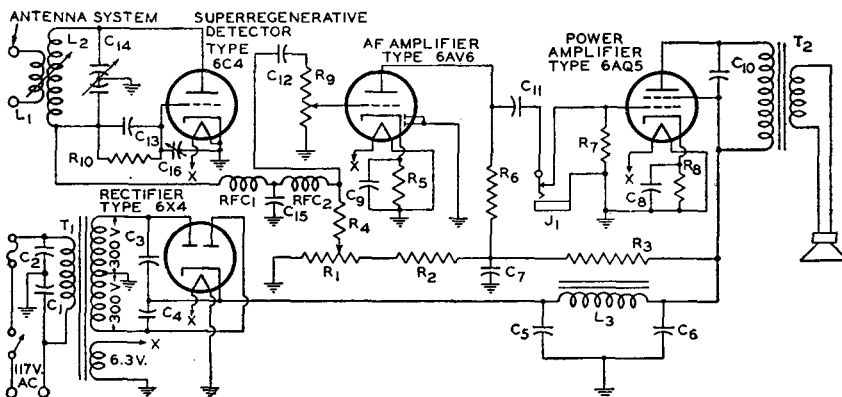 ANTENNA SYSTEM
SUPERREGENERATIVE
DETECTOR
TYPE
6C4
AF AMPLIFIER
TYPE 6AV6
POWER
AMPLIFIER
TYPE 6AQ5
L2
C14
C12
R9
C11
C10
T2
L1
C13
R10
C16
X
X
C9
R5
R6
R7
X
C8
R8
J1
RFC1
RFC2
C15
R4
RECTIFIER
TYPE 6X4
T1
C2
C1
300 V
300 V
C3
C4
X
R1
R2
C7
R3
L3
C5
C6
X
6.3V.
117V.
AC